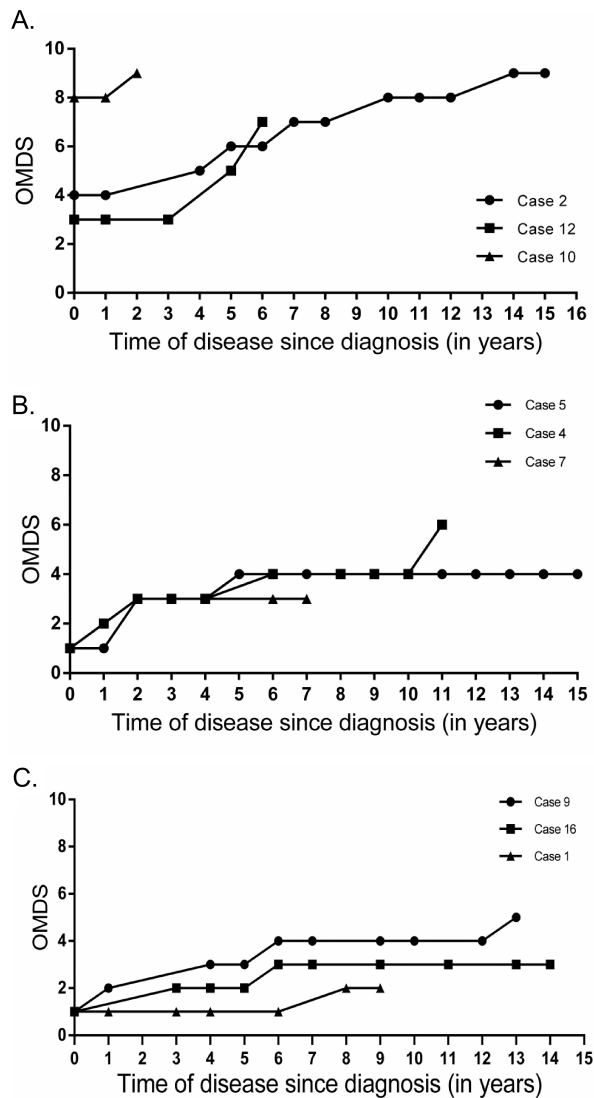 A.
10
8
6
4
2
0
OMDS
Case 2
Case 12
Case 10
0 1 2 3 4 5 6 7 8 9 10 11 12 13 14 15 16
Time of disease since diagnosis (in years)
B.
10
8
6
4
2
0
OMDS
Case 5
Case 4
Case 7
0 1 2 3 4 5 6 7 8 9 10 11 12 13 14 15
Time of disease since diagnosis (in years)
C.
10
8
6
4
2
0
OMDS
Case 9
Case 16
Case 1
0 1 2 3 4 5 6 7 8 9 10 11 12 13 14 15
Time of disease since diagnosis (in years)